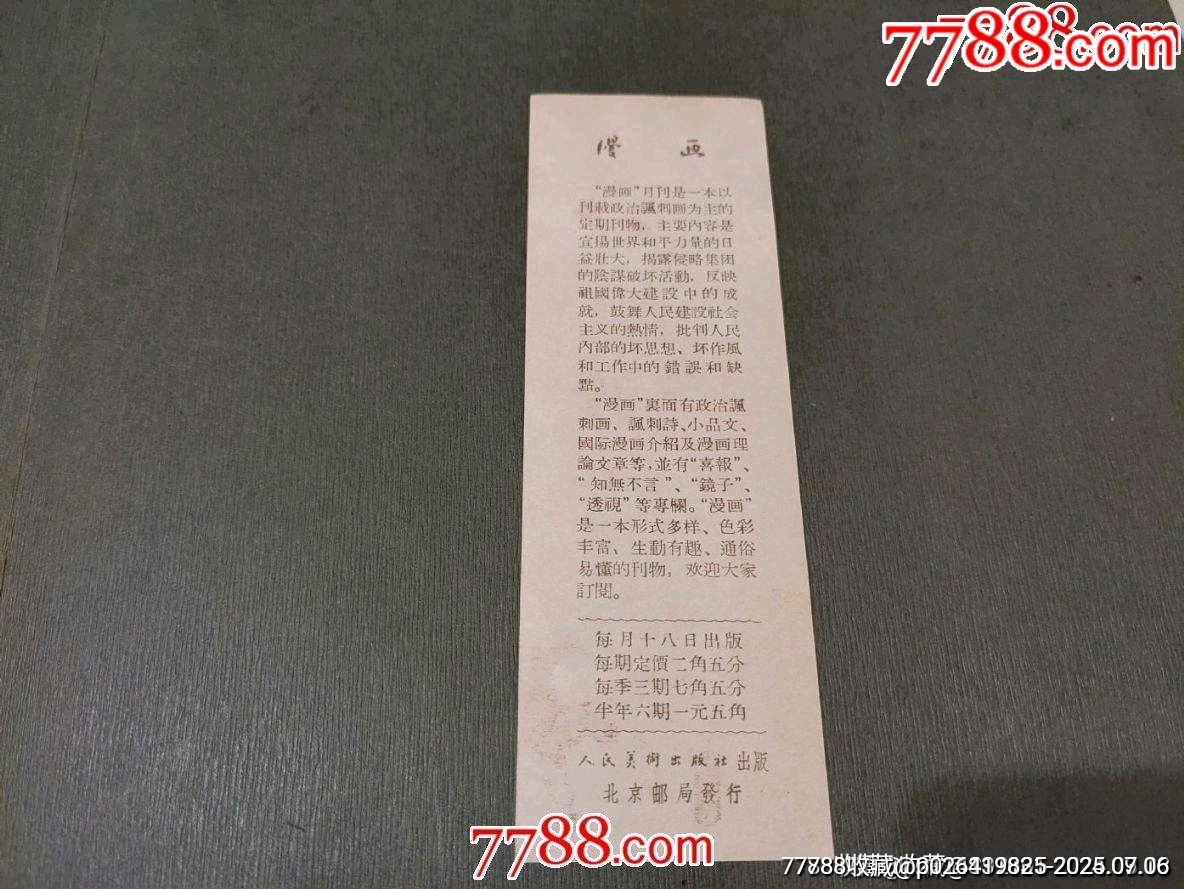 7788.com
7788.com
漫 画
“漫画”月刊是一本以
刊載政治諷刺画为主的
定期刊物，主要内容是
宣揚世界和平力量的日
益壯大，揭露侵略集团
的陰謀破坏活動，反映
祖國偉大建設中的成
就，鼓舞人民建設社会
主义的熱情，批判人民
内部的坏思想、坏作風
和工作中的錯誤和缺
點。
“漫画”裏面有政治諷
刺画、諷刺詩、小品文、
國际漫画介紹及漫画理
論文章等，並有“喜報”、
“知無不言”、“鏡子”、
“透視”等專欄。“漫画”
是一本形式多样、色彩
丰富、生動有趣、通俗
易懂的刊物，欢迎大家
訂閱。
每月十八日出版
每期定價二角五分
每季三期七角五分
半年六期一元五角
人民美術出版社出版
北京邮局發行
7788.com